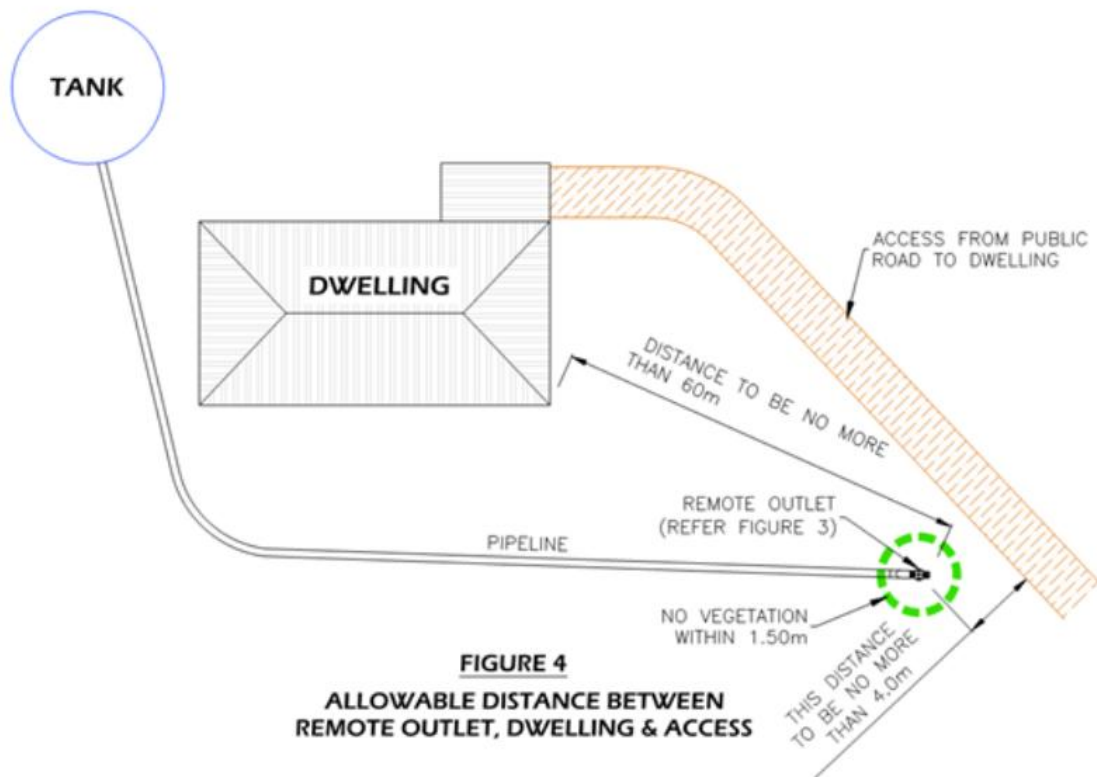 TANK
DWELLING
ACCESS FROM PUBLIC
ROAD TO DWELLING
DISTANCE TO BE NO MORE
THAN 60m
REMOTE OUTLET
(REFER FIGURE 3)
PIPELINE
NO VEGETATION
WITHIN 1.50m
THIS DISTANCE
TO BE NO MORE
THAN 4.0m
FIGURE 4
ALLOWABLE DISTANCE BETWEEN
REMOTE OUTLET, DWELLING & ACCESS